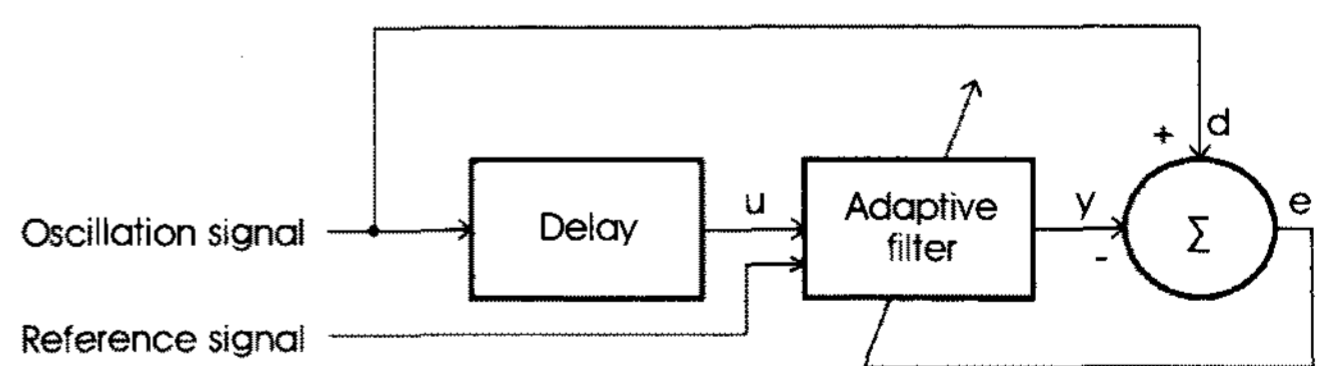 + d
Oscillation signal
Delay
u
Adaptive
filter
y
-
Σ
e
Reference signal